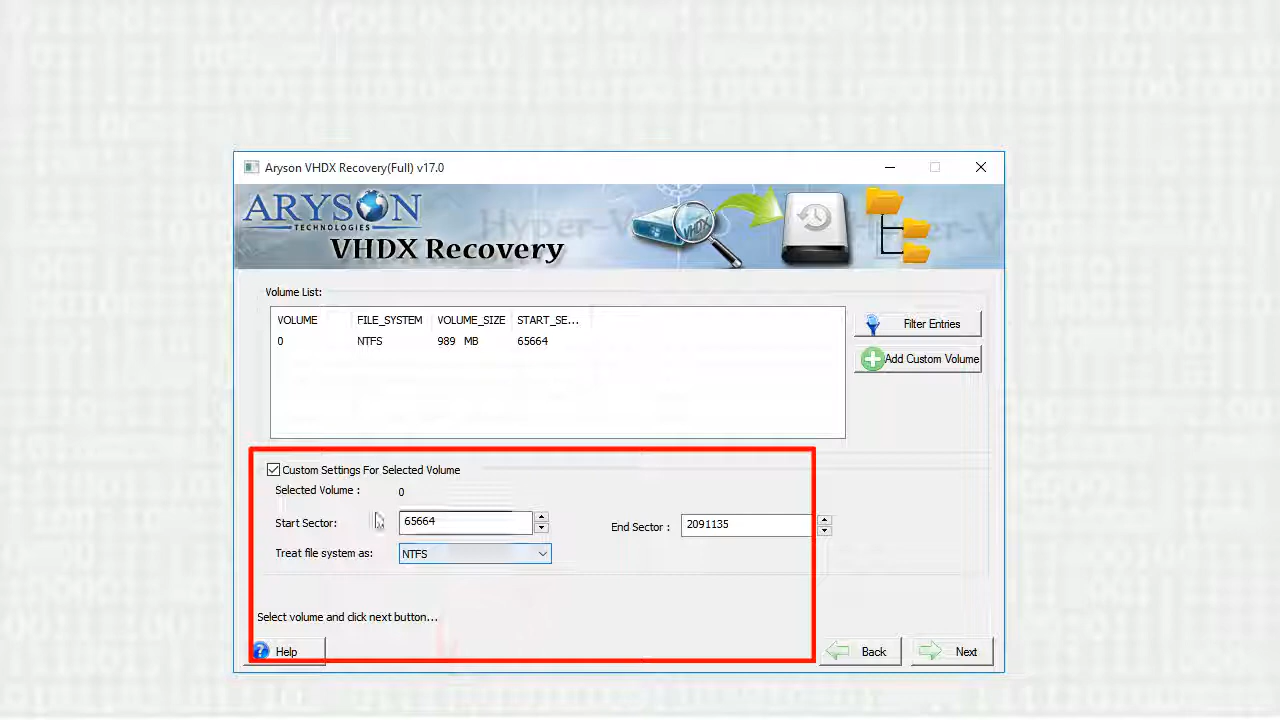 Aryson VHDX Recovery(Full) v17.0
ARYSON
TECHNOLOGIES
VHDX Recovery
VHDX
Volume List:
VOLUME FILE_SYSTEM VOLUME_SIZE START_SE...
0 NTFS 989 MB 65664
Filter Entries
Add Custom Volume
Custom Settings For Selected Volume
Selected Volume : 0
Start Sector: 65664 End Sector : 2091135
Treat file system as: NTFS
Select volume and click next button...
? Help Back Next